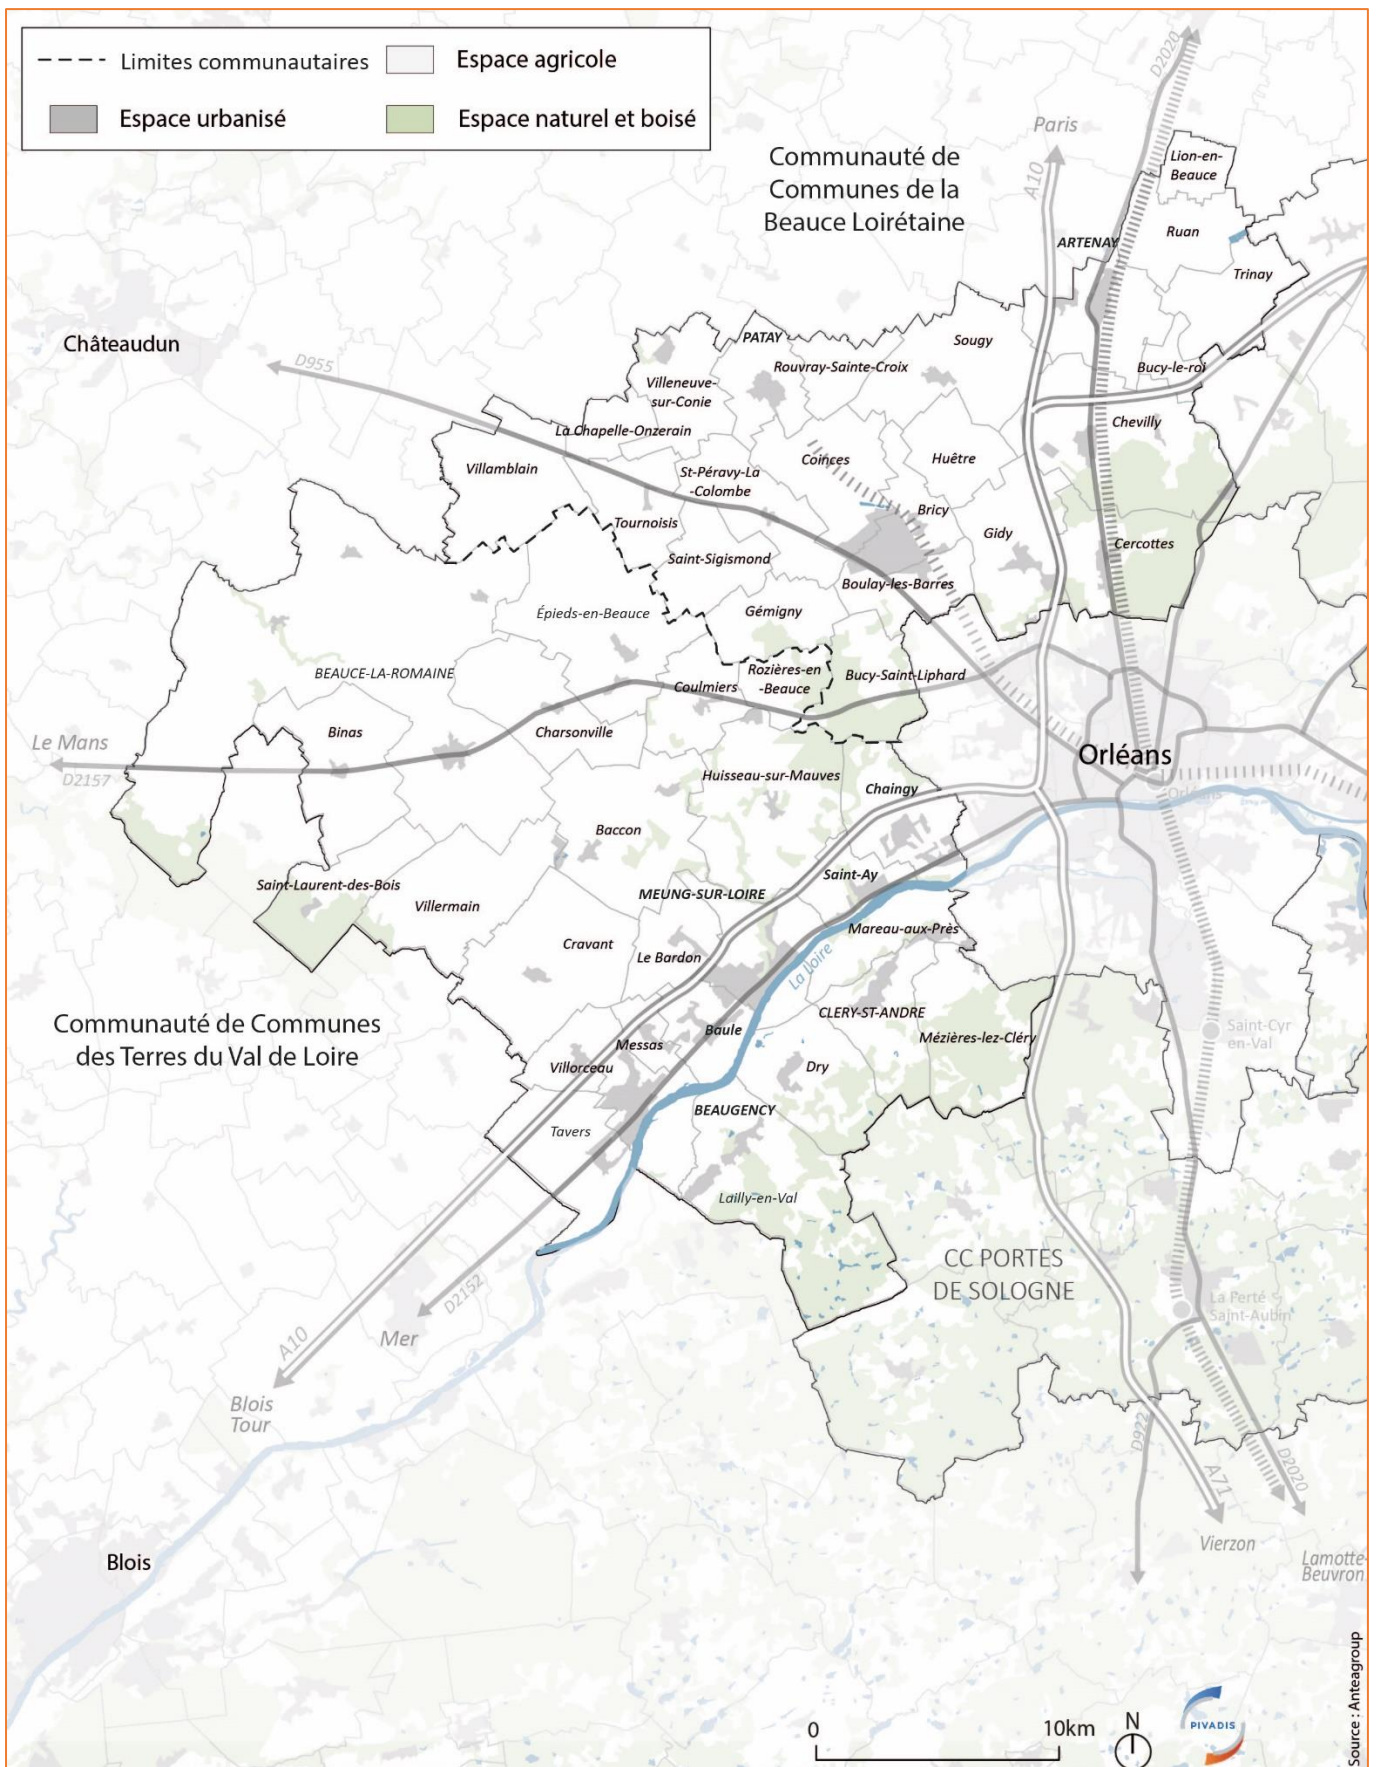 Limites communautaires
Espace agricole
Espace urbanisé
Espace naturel et boisé
D2020
Paris
A10
Communauté de
Communes de la
Beauce Loirétaine
Lion-en-
Beauce
Ruan
ARTENAY
Trinay
Châteaudun
D955
PATAY
Sougy
Rouvray-Sainte-Croix
Bucy-le-roi
Villeneuve-
sur-Conie
Chevilly
La Chapelle-Onzerain
Villamblain
St-Péravy-La
-Colombe
Coinces
Huêtre
Bricy
Tournoisis
Gidy
Cercottes
Saint-Sigismond
Boulay-les-Barres
Épieds-en-Beauce
Gémigny
BEAUCE-LA-ROMAINE
Coulmiers
Rozières-en
-Beauce
Bucy-Saint-Liphard
Binas
Charsonville
Le Mans
D2157
Orléans
Orléans
Huisseau-sur-Mauves
Chaingy
Baccon
Saint-Laurent-des-Bois
Villermain
MEUNG-SUR-LOIRE
Saint-Ay
Mareau-aux-Près
Cravant
Le Bardon
La Loire
CLERY-ST-ANDRE
Communauté de Communes
des Terres du Val de Loire
Baule
Messas
Mézières-lez-Cléry
Saint-Cyr
en-Val
Villorceau
Dry
BEAUGENCY
Tavers
Lailly-en-Val
CC PORTES
DE SOLOGNE
D2152
La Ferté
Saint-Aubin
A10
Mer
Blois
Tour
D922
A71
D2020
Vierzon
Lamotte-
Beuvron
Blois
0
10km
N
PIVADIS
Source : Anteagroup